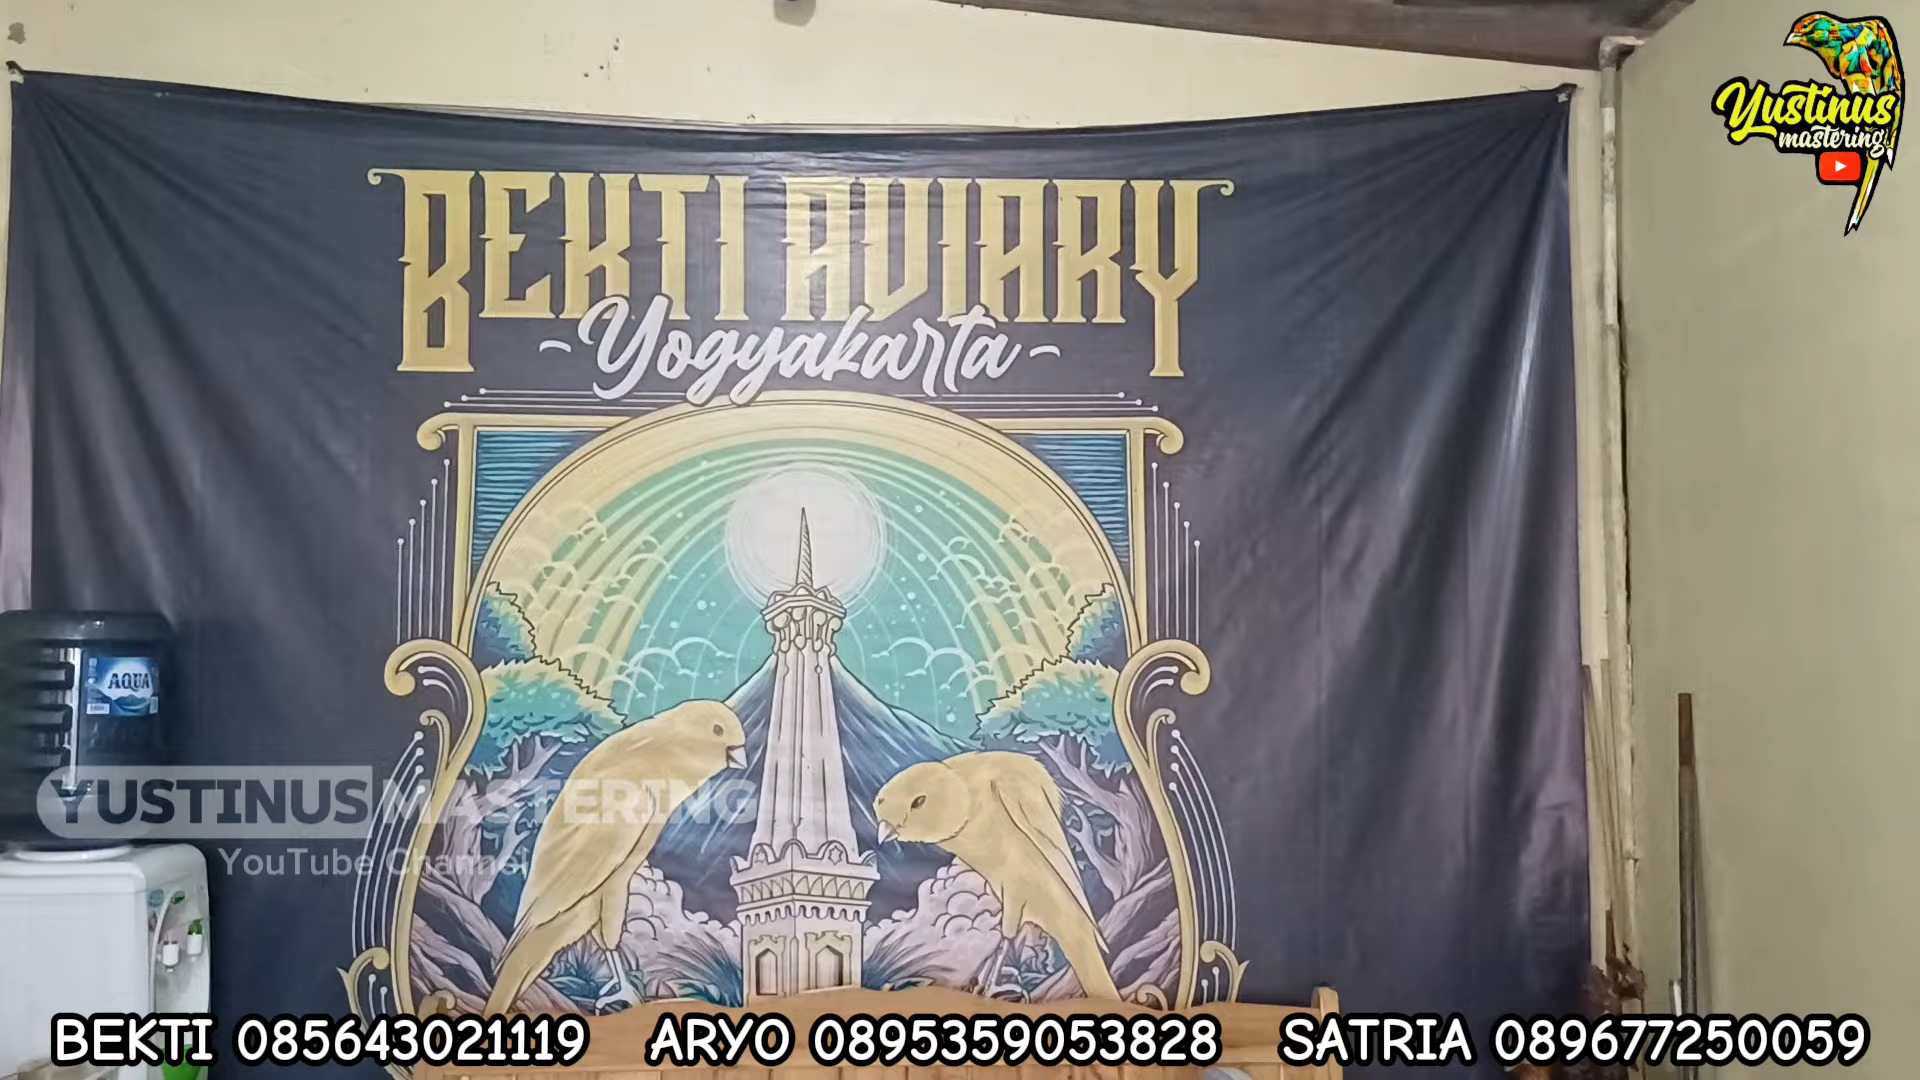 Yustinus
mastering
BEKTI AVIARY
- Yogyakarta -
AQUA
YUSTINUS MASTERING
YouTube Channel
BEKTI 085643021119 ARYO 0895359053828 SATRIA 089677250059